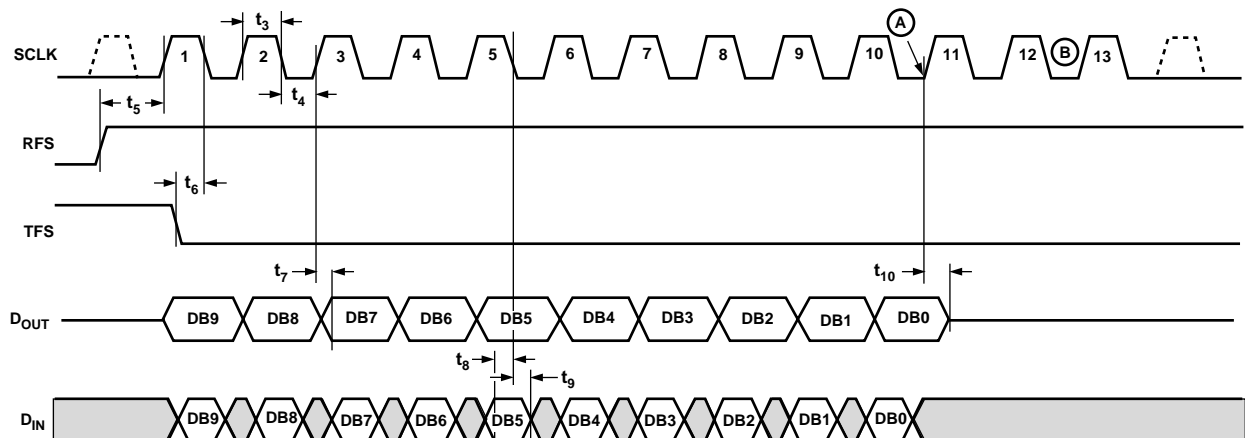 A
t3
SCLK 1 2 3 4 5 6 7 8 9 10 11 12 B 13
t4
t5
RFS
t6
TFS
t7 t10
DOUT DB9 DB8 DB7 DB6 DB5 DB4 DB3 DB2 DB1 DB0
t8 t9
DIN DB9 DB8 DB7 DB6 DB5 DB4 DB3 DB2 DB1 DB0